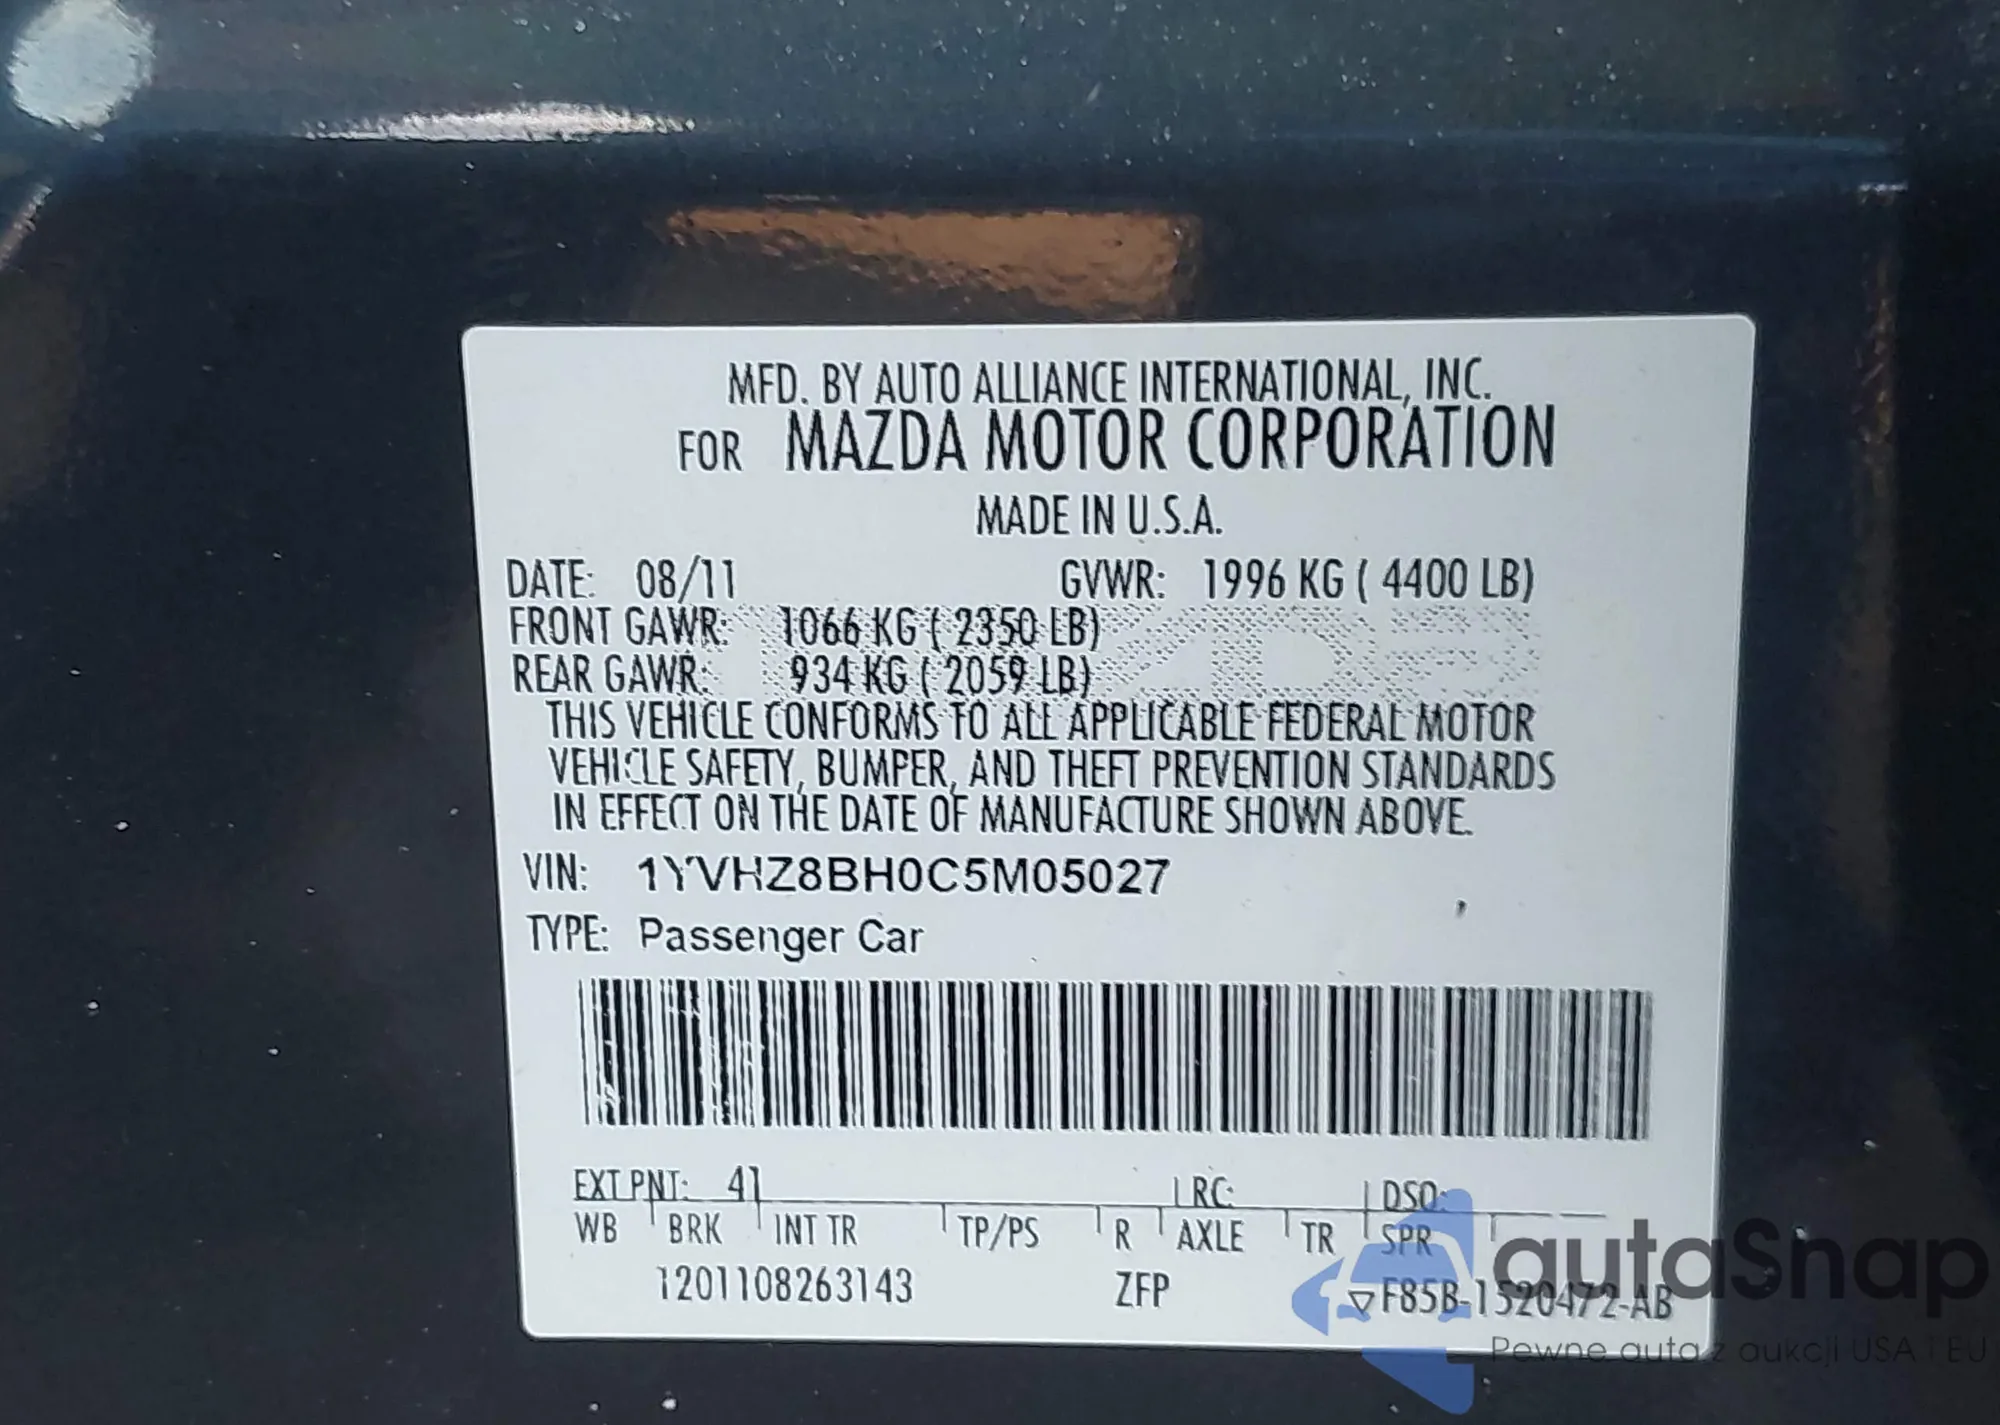 MFD. BY AUTO ALLIANCE INTERNATIONAL, INC.
FOR MAZDA MOTOR CORPORATION
MADE IN U.S.A.
DATE: 08/11 GVWR: 1996 KG ( 4400 LB)
FRONT GAWR: 1066 KG ( 2350 LB)
REAR GAWR: 934 KG ( 2059 LB)
THIS VEHICLE CONFORMS TO ALL APPLICABLE FEDERAL MOTOR
VEHICLE SAFETY, BUMPER, AND THEFT PREVENTION STANDARDS
IN EFFECT ON THE DATE OF MANUFACTURE SHOWN ABOVE.
VIN: 1YVHZ8BH0C5M05027
TYPE: Passenger Car
EXT PNT: 41 RC: DSO:
WB BRK INT TR TP/PS R AXLE TR SPR
1201108263143 ZFP ▽F85B-1520472-AB
autoSnap
Pewne auta z aukcji USA i EU